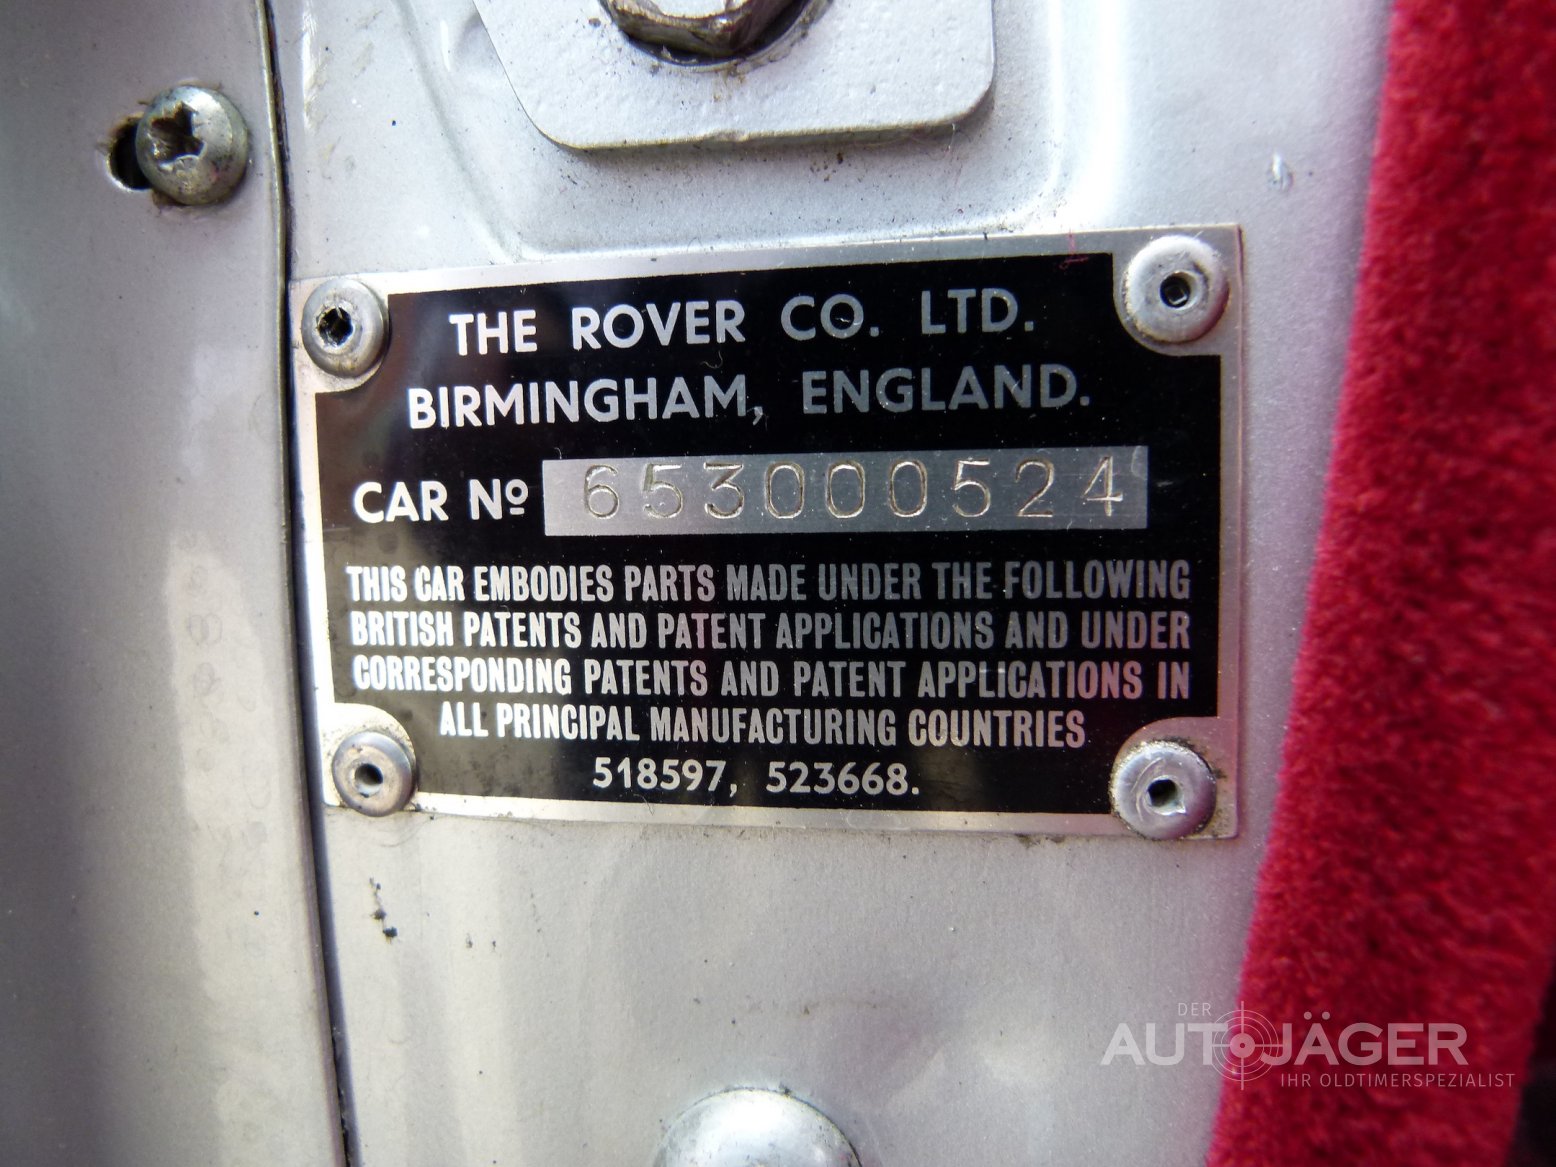 THE ROVER CO. LTD.
BIRMINGHAM, ENGLAND.
CAR Nº 653000524
THIS CAR EMBODIES PARTS MADE UNDER THE FOLLOWING
BRITISH PATENTS AND PATENT APPLICATIONS AND UNDER
CORRESPONDING PATENTS AND PATENT APPLICATIONS IN
ALL PRINCIPAL MANUFACTURING COUNTRIES
518597, 523668.
DER
AUTOJÄGER
IHR OLDTIMERSPEZIALIST